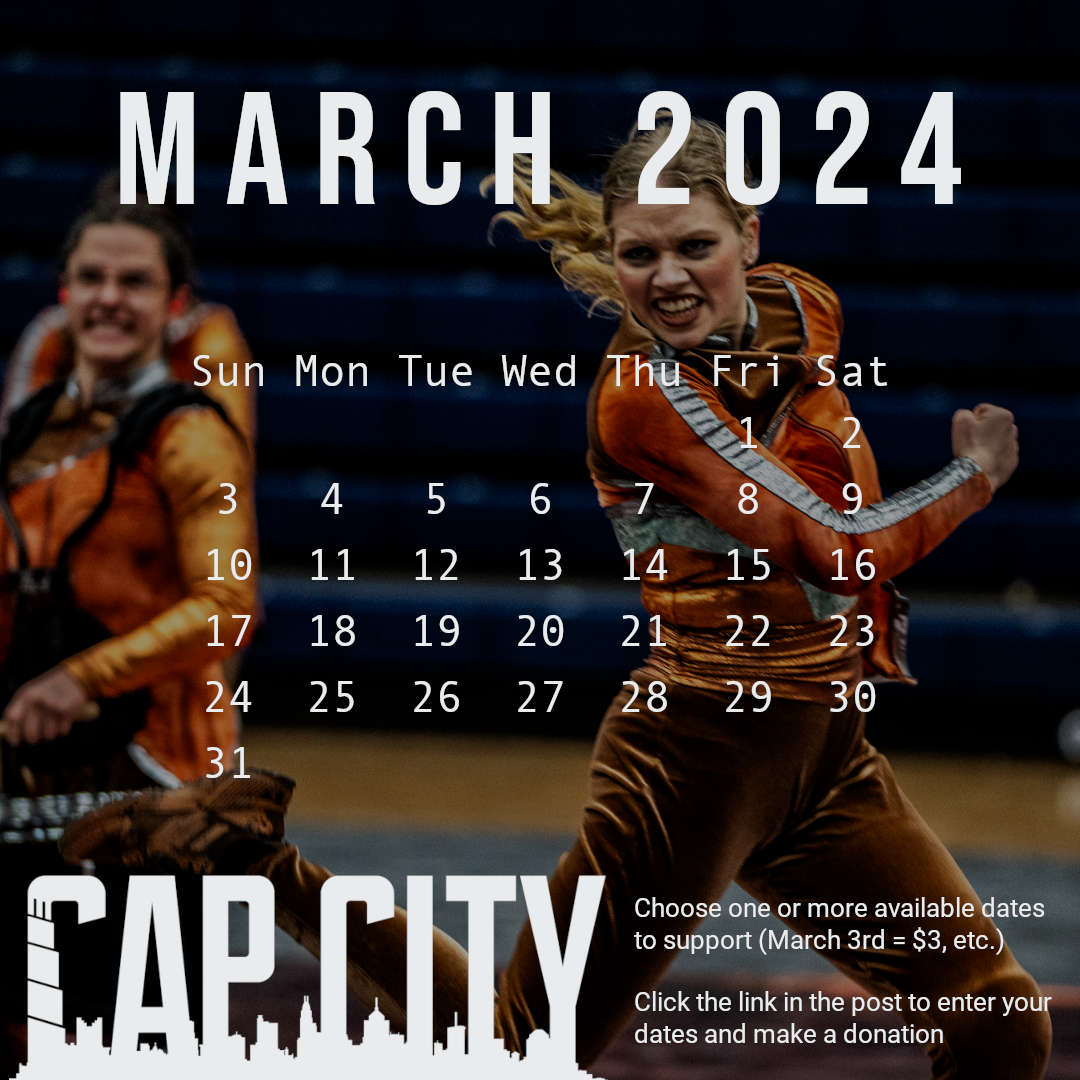 MARCH 2024
Sun Mon Tue Wed Thu Fri Sat
1 2
3 4 5 6 7 8 9
10 11 12 13 14 15 16
17 18 19 20 21 22 23
24 25 26 27 28 29 30
31
CAP CITY
Choose one or more available dates
to support (March 3rd = $3, etc.)
Click the link in the post to enter your
dates and make a donation